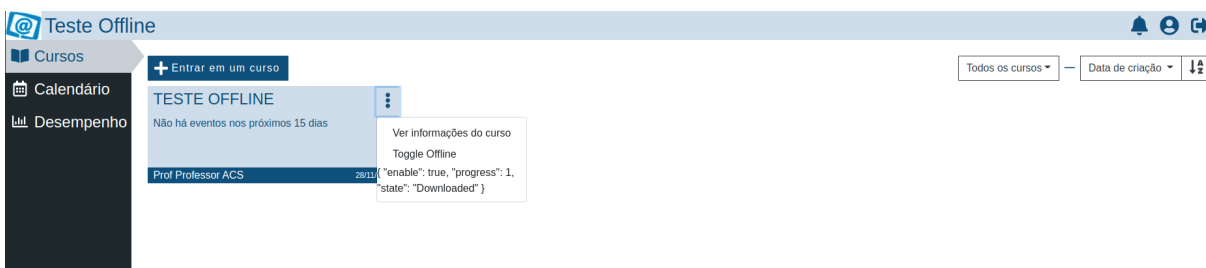 Teste Offline
Cursos
Calendário
Desempenho
Entrar em um curso
Todos os cursos
Data de criação
TESTE OFFLINE
Não há eventos nos próximos 15 dias
Prof Professor ACS 28/11/
Ver informações do curso
Toggle Offline
{ "enable": true, "progress": 1,
"state": "Downloaded" }